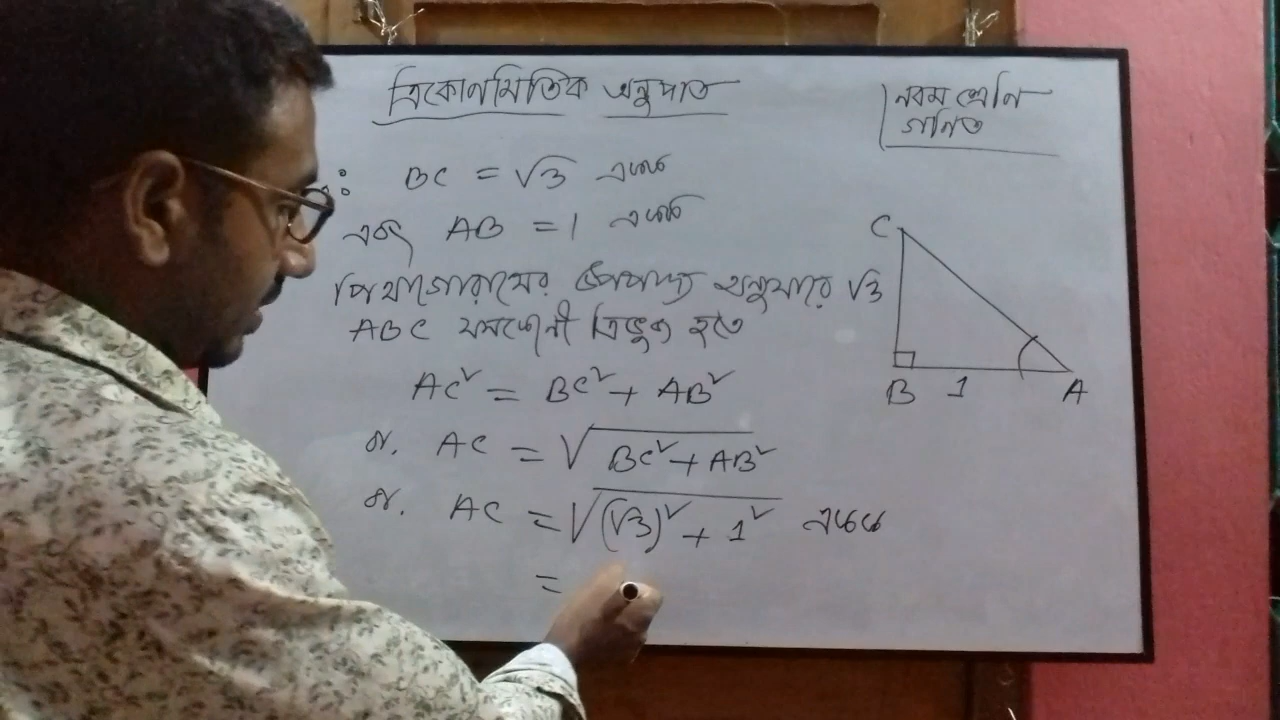 ত্রিকোণমিতিক অনুপাত
নবম শ্রেণি
গনিত
BC = √3 একক
এবং AB = 1 একক
পিথাগোরাসের উপপাদ্য অনুসারে
ABC সমকোনী ত্রিভুজ হতে
AC² = BC² + AB²
বা, AC = √BC² + AB²
বা, AC = √(√3)² + 1² একক
=
C
√3
B 1 A